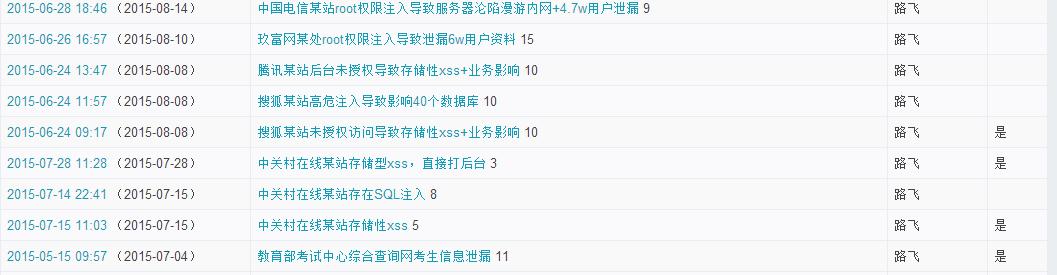 2015-06-28 18:46 (2015-08-14) 中国电信某站root权限注入导致服务器沦陷漫游内网+4.7w用户泄漏 9 路飞
2015-06-26 16:57 (2015-08-10) 玖富网某处root权限注入导致泄漏6w用户资料 15 路飞
2015-06-24 13:47 (2015-08-08) 腾讯某站后台未授权导致存储性xss+业务影响 10 路飞
2015-06-24 11:57 (2015-08-08) 搜狐某站高危注入导致影响40个数据库 10 路飞
2015-06-24 09:17 (2015-08-08) 搜狐某站未授权访问导致存储性xss+业务影响 10 路飞 是
2015-07-28 11:28 (2015-07-28) 中关村在线某站存储型xss，直接打后台 3 路飞 是
2015-07-14 22:41 (2015-07-15) 中关村在线某站存在SQL注入 8 路飞
2015-07-15 11:03 (2015-07-15) 中关村在线某站存储性xss 5 路飞 是
2015-05-15 09:57 (2015-07-04) 教育部考试中心综合查询网考生信息泄漏 11 路飞 是